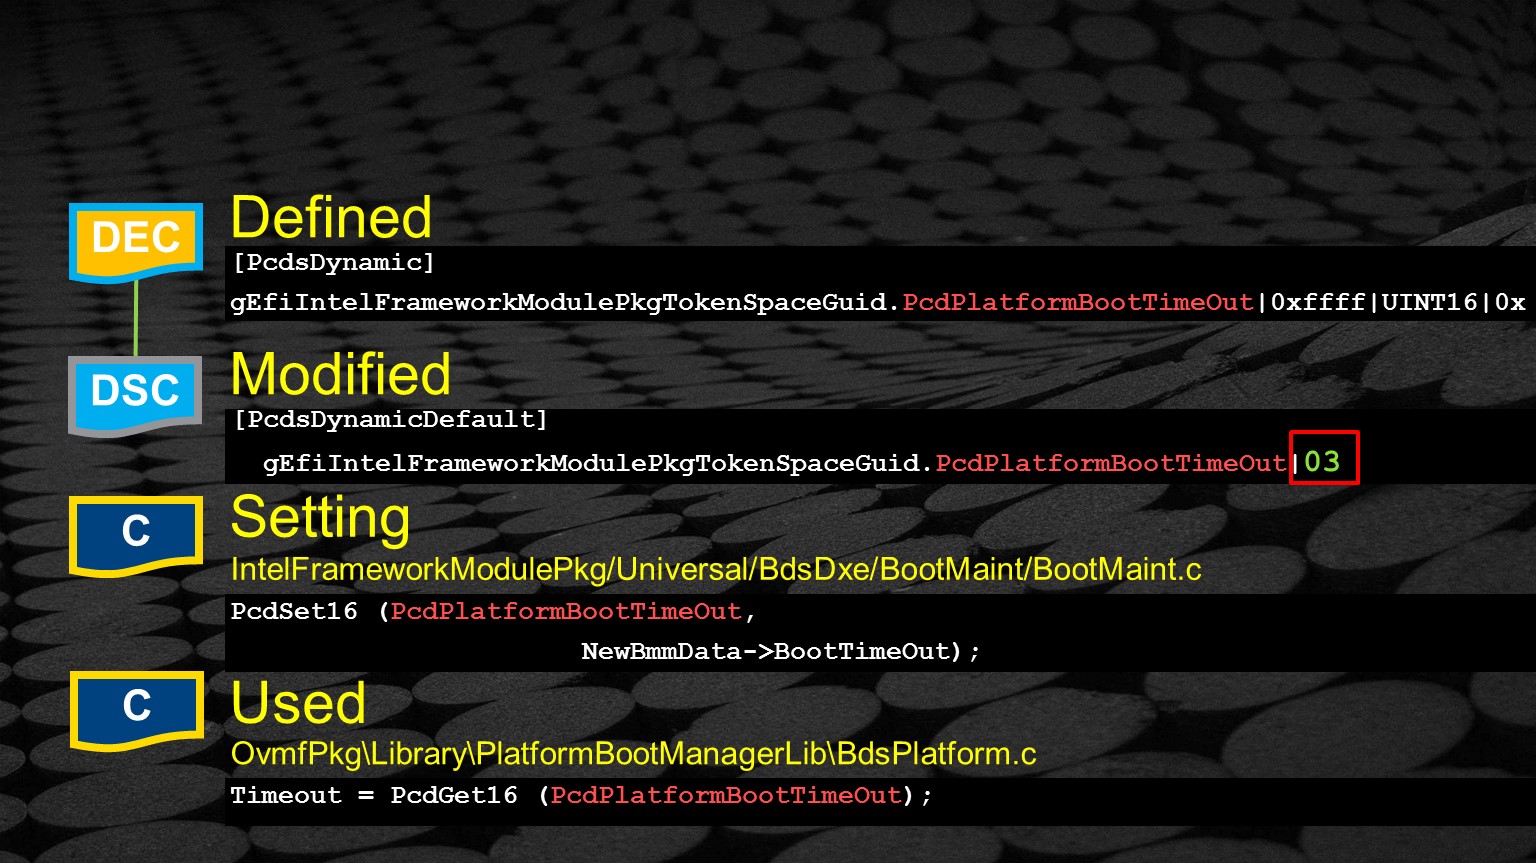 DEC
Defined
[PcdsDynamic]
gEfiIntelFrameworkModulePkgTokenSpaceGuid.PcdPlatformBootTimeOut|0xffff|UINT16|0x
DSC
Modified
[PcdsDynamicDefault]
gEfiIntelFrameworkModulePkgTokenSpaceGuid.PcdPlatformBootTimeOut|03
C
Setting
IntelFrameworkModulePkg/Universal/BdsDxe/BootMaint/BootMaint.c
PcdSet16 (PcdPlatformBootTimeOut,
NewBmmData->BootTimeOut);
C
Used
OvmfPkg\Library\PlatformBootManagerLib\BdsPlatform.c
Timeout = PcdGet16 (PcdPlatformBootTimeOut);